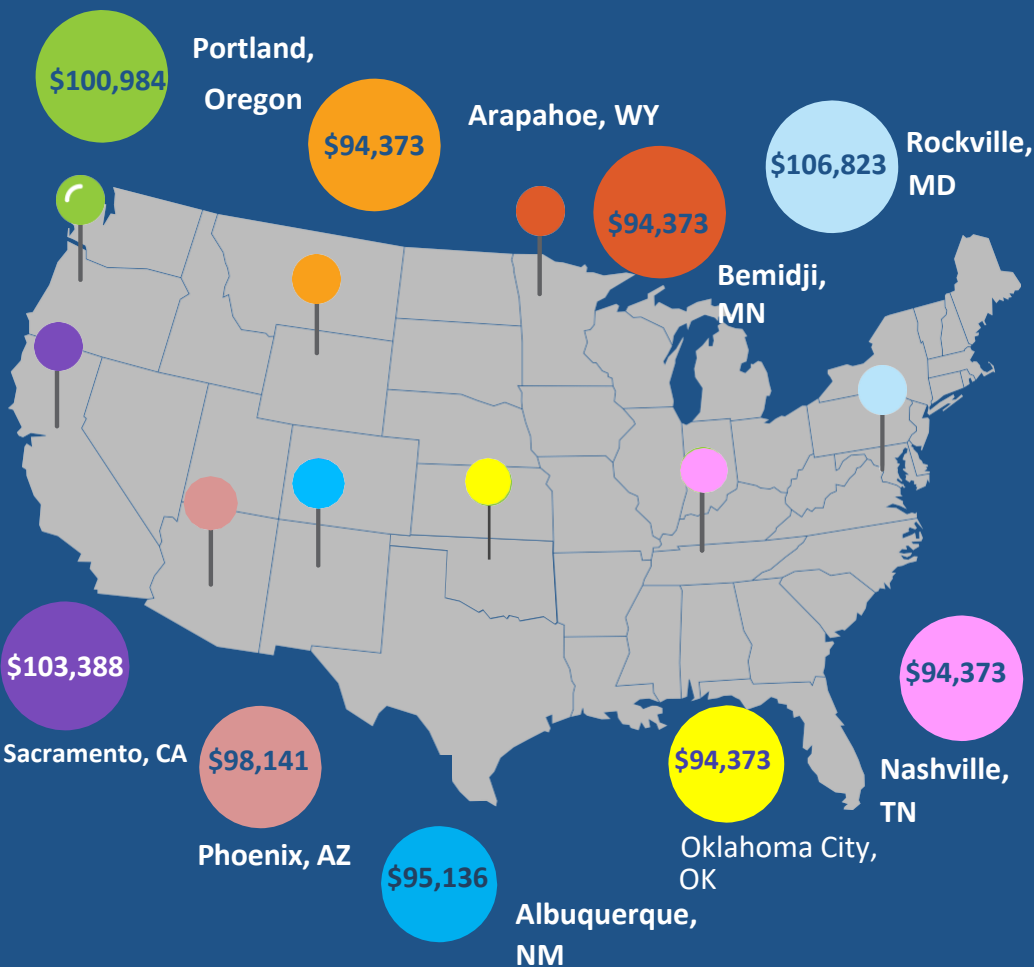 $100,984
Portland,
Oregon
$94,373
Arapahoe, WY
$94,373
Bemidji,
MN
$106,823
Rockville,
MD
$103,388
Sacramento, CA
$98,141
Phoenix, AZ
$95,136
Albuquerque,
NM
$94,373
Oklahoma City,
OK
$94,373
Nashville,
TN